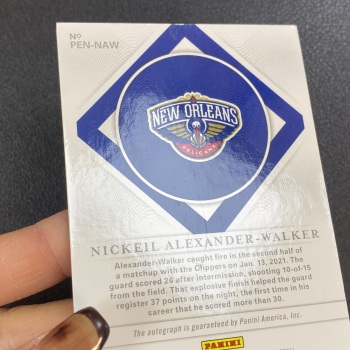 Nº
PEN-NAW
NEW ORLEANS
PELICANS
NICKEIL ALEXANDER-WALKER
Alexander-Walker caught fire in the second half of
a matchup with the Clippers on Jan. 13, 2021. The
guard scored 26 after intermission, shooting 10-of-15
from the field. That explosive finish helped the guard
register 37 points on the night, the first time in his
career that he scored more than 30.
The autograph is guaranteed by Panini America, Inc.
PANINI